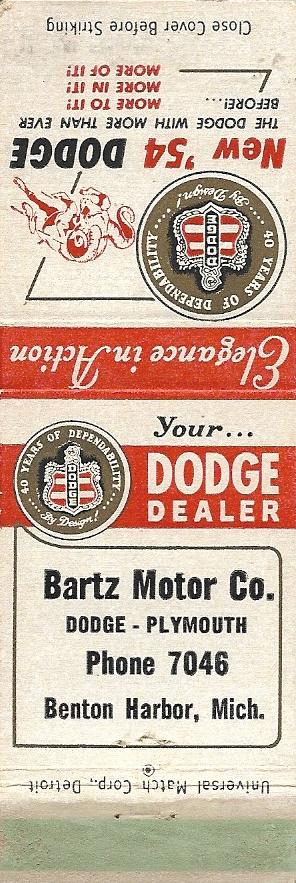 Close Cover Before Striking
New '54 DODGE
THE DODGE WITH MORE THAN EVER
BEFORE!...
MORE TO IT!
MORE IN IT!
MORE OF IT!
40 YEARS OF DEPENDABILITY
DODGE
By Design!
Elegance in Action
Your...
DODGE
DEALER
40 YEARS OF DEPENDABILITY
DODGE
By Design!
Bartz Motor Co.
DODGE - PLYMOUTH
Phone 7046
Benton Harbor, Mich.
Universal Match Corp., Detroit